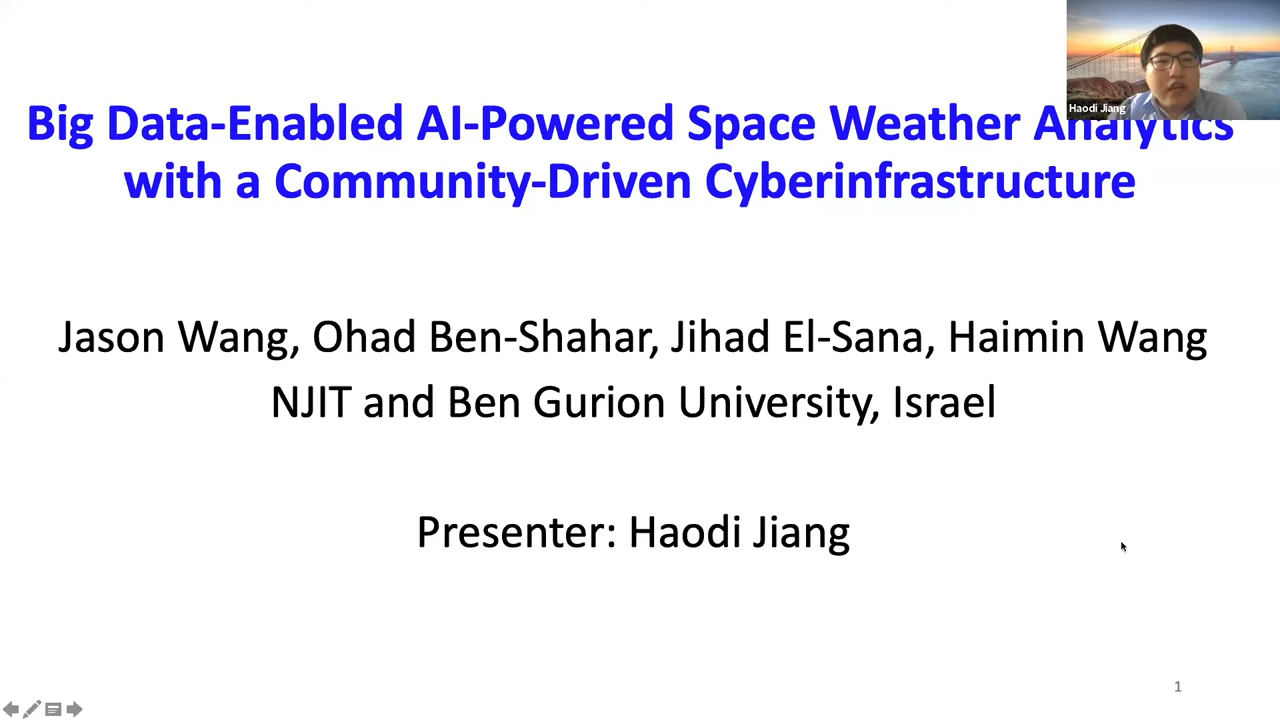 Haodi Jiang
Big Data-Enabled AI-Powered Space Weather Analytics
with a Community-Driven Cyberinfrastructure
Jason Wang, Ohad Ben-Shahar, Jihad El-Sana, Haimin Wang
NJIT and Ben Gurion University, Israel
Presenter: Haodi Jiang
1